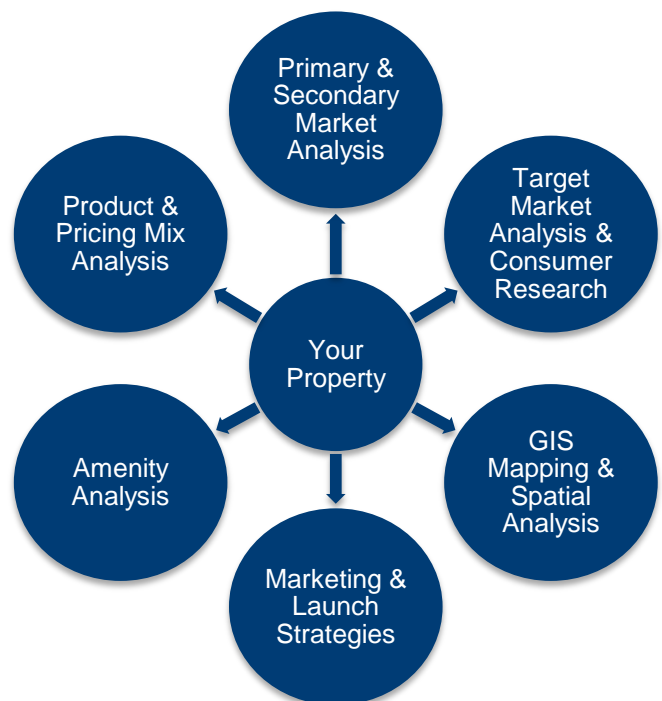 Primary &
Secondary
Market
Analysis
Target
Market
Analysis &
Consumer
Research
GIS
Mapping &
Spatial
Analysis
Marketing &
Launch
Strategies
Amenity
Analysis
Product &
Pricing Mix
Analysis
Your
Property